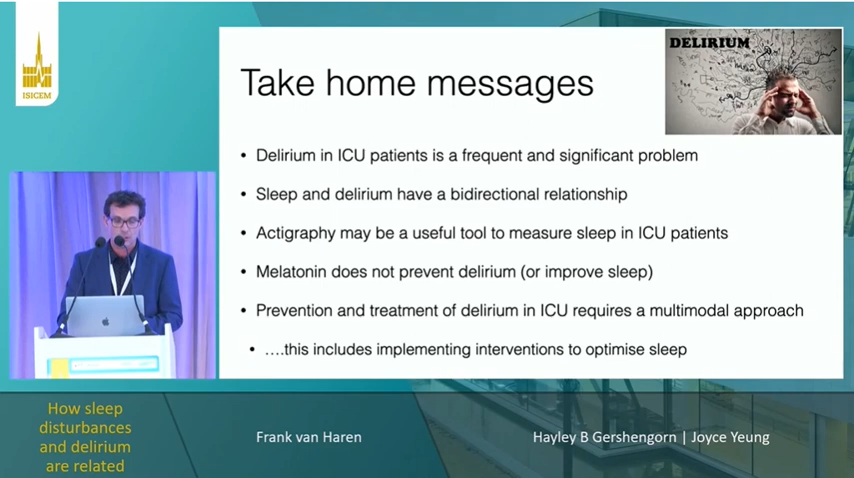 ISICEM
DELIRIUM
Take home messages
• Delirium in ICU patients is a frequent and significant problem
• Sleep and delirium have a bidirectional relationship
• Actigraphy may be a useful tool to measure sleep in ICU patients
• Melatonin does not prevent delirium (or improve sleep)
• Prevention and treatment of delirium in ICU requires a multimodal approach
• ….this includes implementing interventions to optimise sleep
How sleep
disturbances
and delirium
are related
Frank van Haren
Hayley B Gershengorn | Joyce Yeung